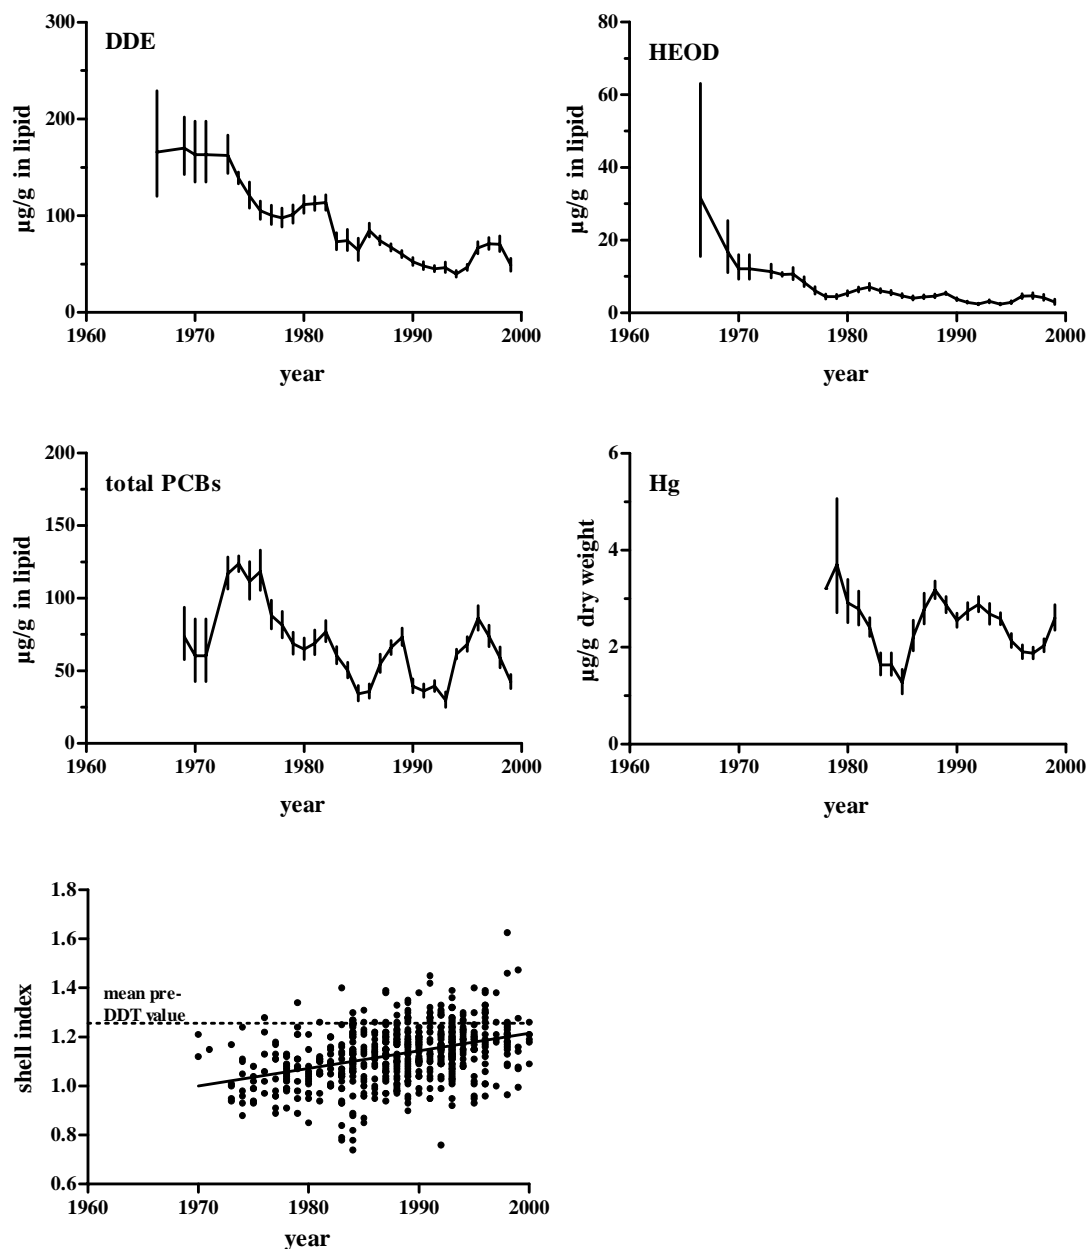 DDE
µg/g in lipid
300
200
100
0
1960 1970 1980 1990 2000
year
HEOD
µg/g in lipid
80
60
40
20
0
1960 1970 1980 1990 2000
year
total PCBs
µg/g in lipid
200
150
100
50
0
1960 1970 1980 1990 2000
year
Hg
µg/g dry weight
6
4
2
0
1960 1970 1980 1990 2000
year
shell index
1.8
1.6
1.4
mean pre-
DDT value
1.2
1.0
0.8
0.6
1960 1970 1980 1990 2000
year